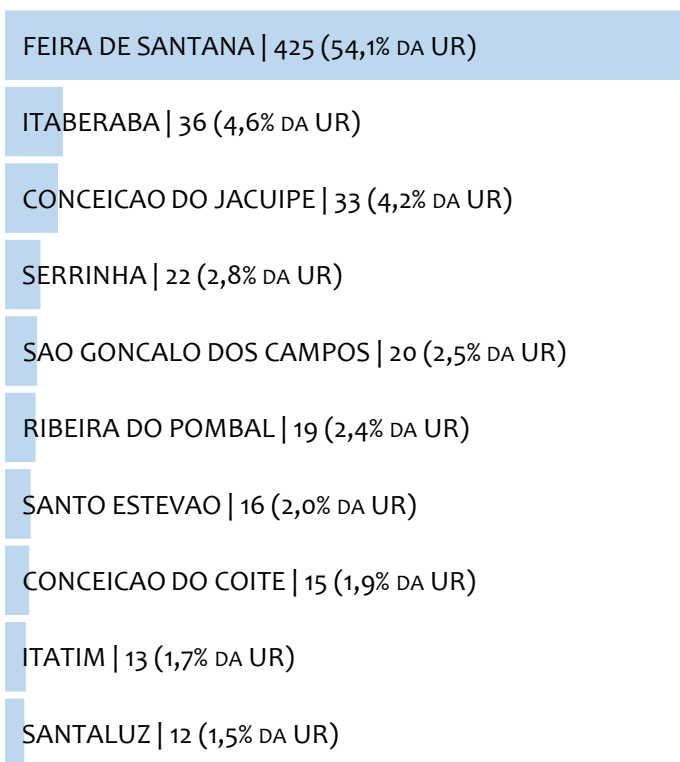 FEIRA DE SANTANA | 425 (54,1% DA UR)
ITABERABA | 36 (4,6% DA UR)
CONCEICAO DO JACUIPE | 33 (4,2% DA UR)
SERRINHA | 22 (2,8% DA UR)
SAO GONCALO DOS CAMPOS | 20 (2,5% DA UR)
RIBEIRA DO POMBAL | 19 (2,4% DA UR)
SANTO ESTEVAO | 16 (2,0% DA UR)
CONCEICAO DO COITE | 15 (1,9% DA UR)
ITATIM | 13 (1,7% DA UR)
SANTALUZ | 12 (1,5% DA UR)